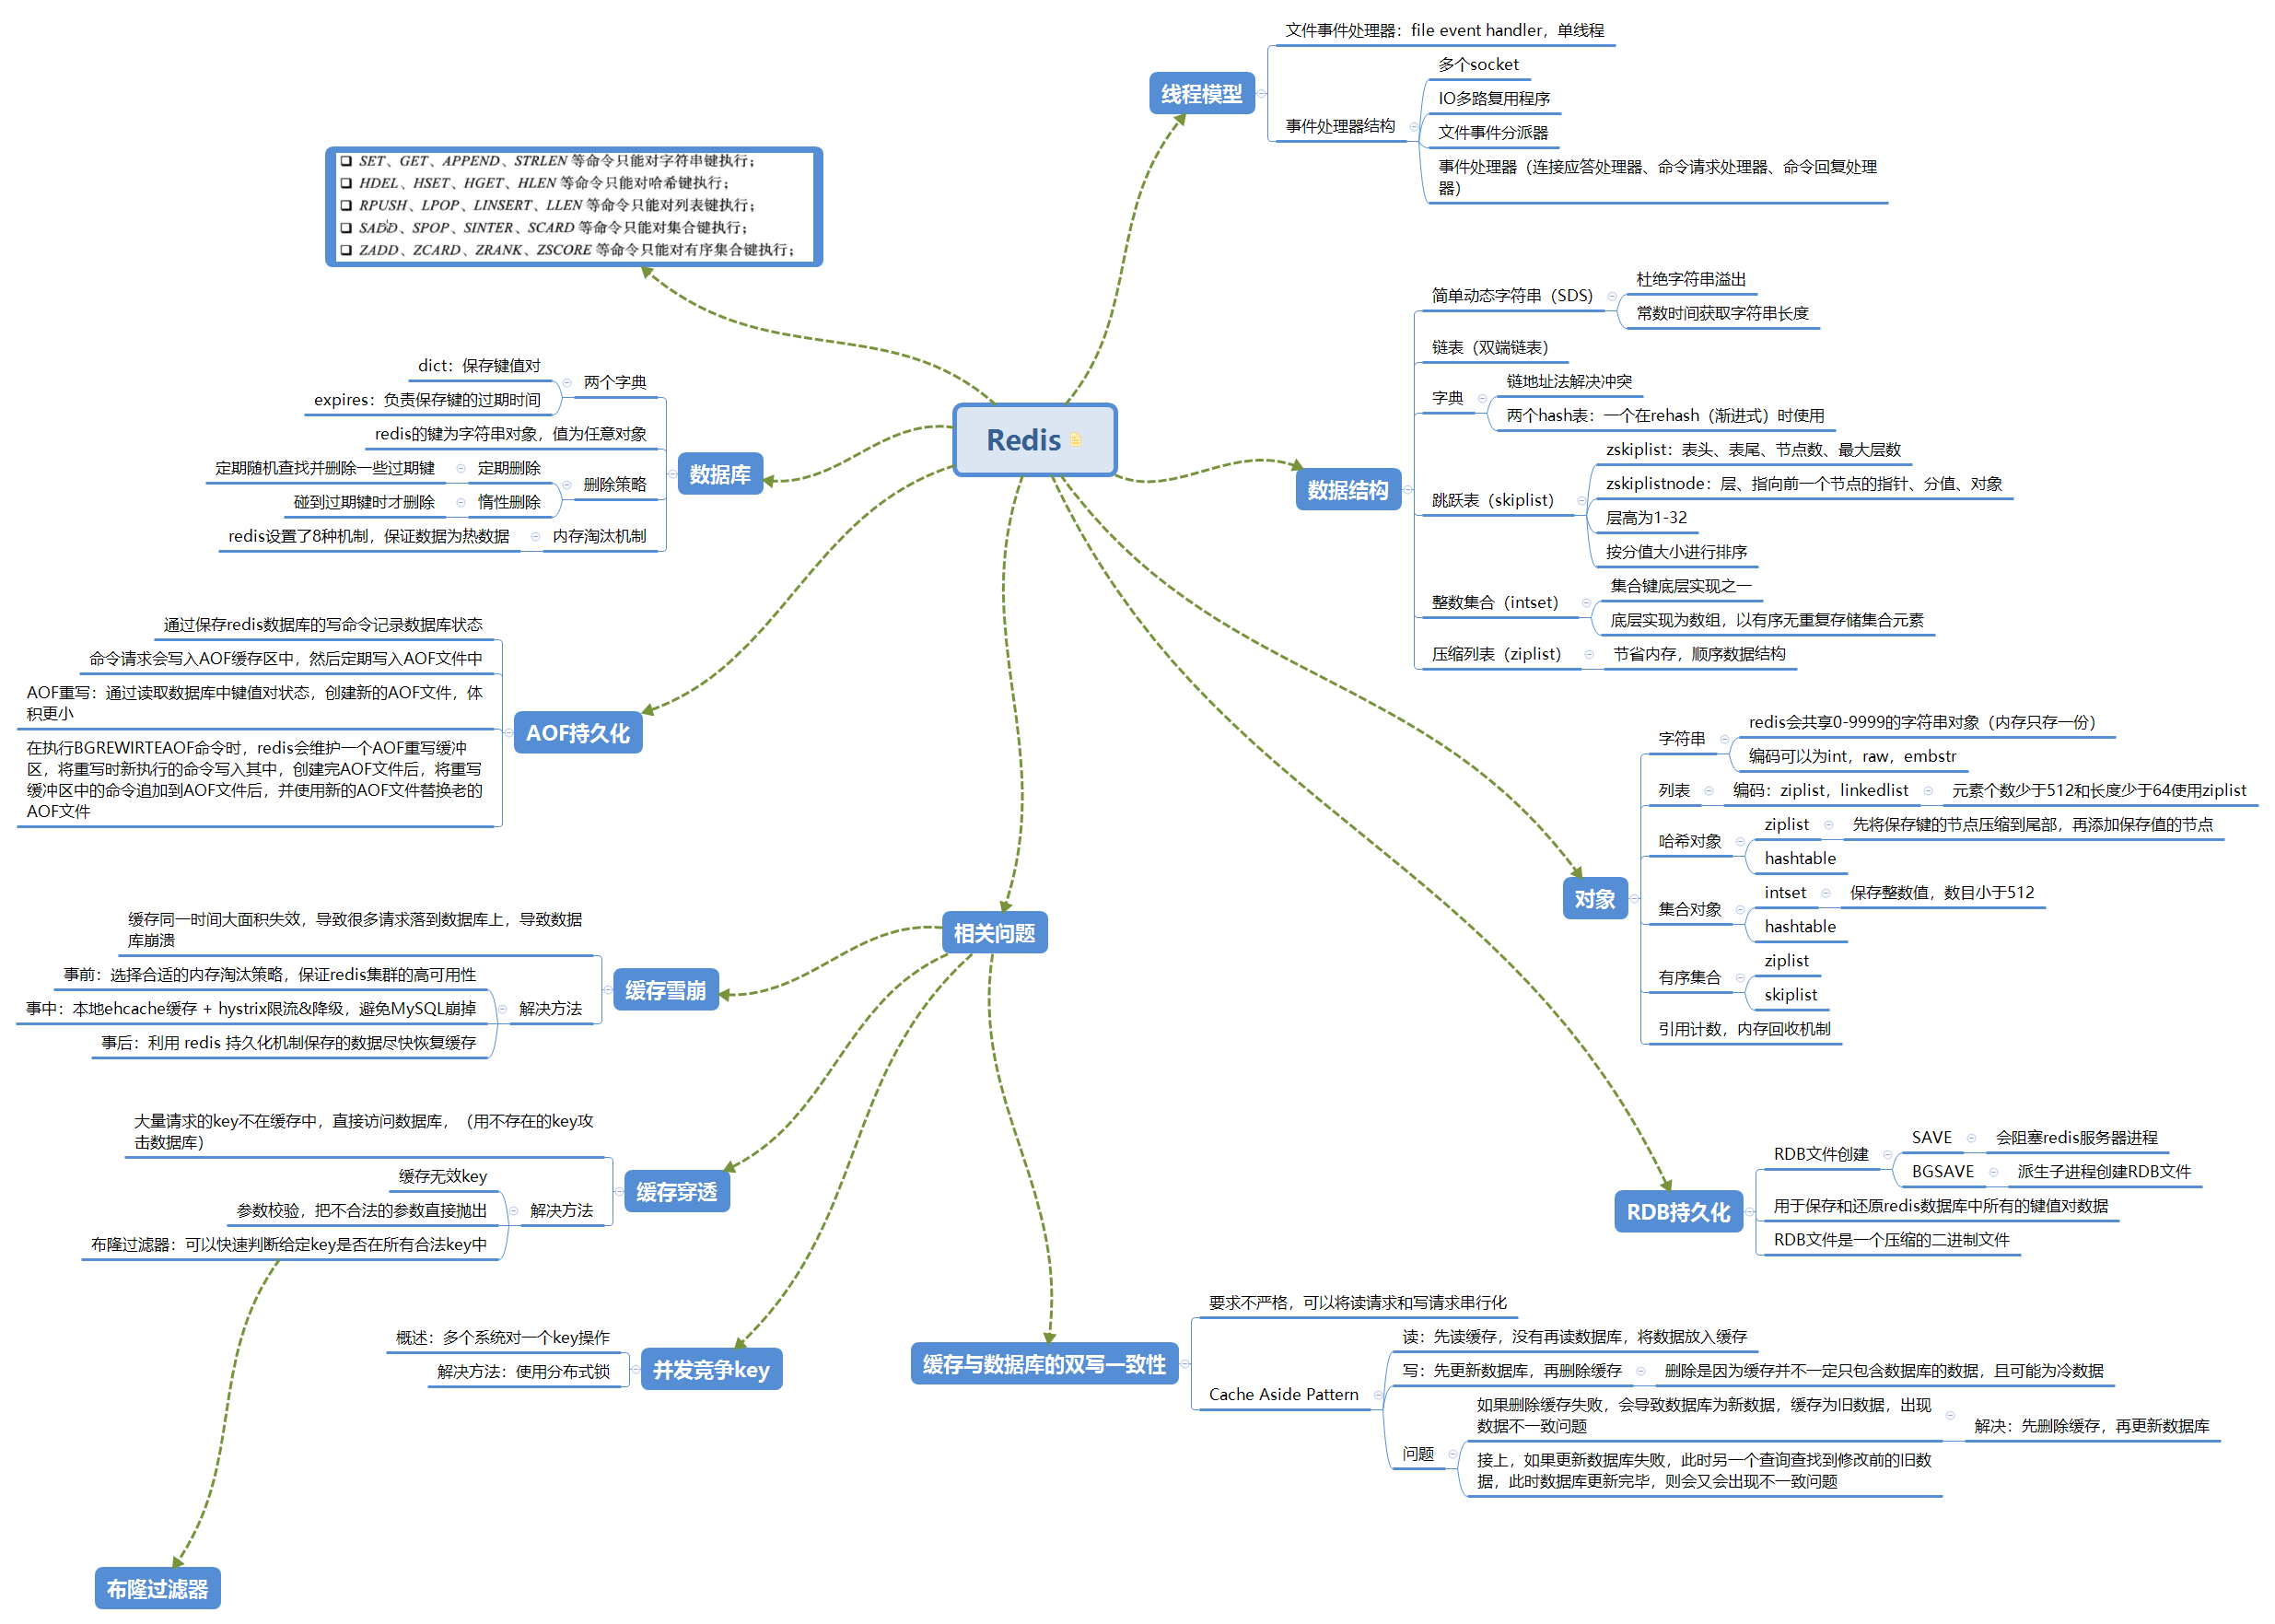 Redis
线程模型
文件事件处理器：file event handler，单线程
事件处理器结构
多个socket
IO多路复用程序
文件事件分派器
事件处理器（连接应答处理器、命令请求处理器、命令回复处理
器）
数据结构
简单动态字符串（SDS）
杜绝字符串溢出
常数时间获取字符串长度
链表（双端链表）
字典
链地址法解决冲突
两个hash表：一个在rehash（渐进式）时使用
跳跃表（skiplist）
zskiplist：表头、表尾、节点数、最大层数
zskiplistnode：层、指向前一个节点的指针、分值、对象
层高为1-32
按分值大小进行排序
整数集合（intset）
集合键底层实现之一
底层实现为数组，以有序无重复存储集合元素
压缩列表（ziplist）
节省内存，顺序数据结构
对象
字符串
redis会共享0-9999的字符串对象（内存只存一份）
编码可以为int，raw，embstr
列表
编码：ziplist，linkedlist
元素个数少于512和长度少于64使用ziplist
哈希对象
ziplist
先将保存键的节点压缩到尾部，再添加保存值的节点
hashtable
集合对象
intset
保存整数值，数目小于512
hashtable
有序集合
ziplist
skiplist
引用计数，内存回收机制
RDB持久化
RDB文件创建
SAVE
会阻塞redis服务器进程
BGSAVE
派生子进程创建RDB文件
用于保存和还原redis数据库中所有的键值对数据
RDB文件是一个压缩的二进制文件
SET、GET、APPEND、STRLEN 等命令只能对字符串键执行；
HDEL、HSET、HGET、HLEN 等命令只能对哈希键执行；
RPUSH、LPOP、LINSERT、LLEN 等命令只能对列表键执行；
SADD、SPOP、SINTER、SCARD 等命令只能对集合键执行；
ZADD、ZCARD、ZRANK、ZSCORE 等命令只能对有序集合键执行；
数据库
两个字典
dict：保存键值对
expires：负责保存键的过期时间
redis的键为字符串对象，值为任意对象
删除策略
定期删除
定期随机查找并删除一些过期键
惰性删除
碰到过期键时才删除
内存淘汰机制
redis设置了8种机制，保证数据为热数据
AOF持久化
通过保存redis数据库的写命令记录数据库状态
命令请求会写入AOF缓存区中，然后定期写入AOF文件中
AOF重写：通过读取数据库中键值对状态，创建新的AOF文件，体
积更小
在执行BGREWIRTEAOF命令时，redis会维护一个AOF重写缓冲
区，将重写时新执行的命令写入其中，创建完AOF文件后，将重写
缓冲区中的命令追加到AOF文件后，并使用新的AOF文件替换老的
AOF文件
相关问题
缓存雪崩
缓存同一时间大面积失效，导致很多请求落到数据库上，导致数据
库崩溃
解决方法
事前：选择合适的内存淘汰策略，保证redis集群的高可用性
事中：本地ehcache缓存 + hystrix限流&降级，避免MySQL崩掉
事后：利用 redis 持久化机制保存的数据尽快恢复缓存
缓存穿透
大量请求的key不在缓存中，直接访问数据库，（用不存在的key攻
击数据库）
解决方法
缓存无效key
参数校验，把不合法的参数直接抛出
布隆过滤器：可以快速判断给定key是否在所有合法key中
布隆过滤器
并发竞争key
概述：多个系统对一个key操作
解决方法：使用分布式锁
缓存与数据库的双写一致性
要求不严格，可以将读请求和写请求串行化
Cache Aside Pattern
读：先读缓存，没有再读数据库，将数据放入缓存
写：先更新数据库，再删除缓存
删除是因为缓存并不一定只包含数据库的数据，且可能为冷数据
问题
如果删除缓存失败，会导致数据库为新数据，缓存为旧数据，出现
数据不一致问题
解决：先删除缓存，再更新数据库
接上，如果更新数据库失败，此时另一个查询查找到修改前的旧数
据，此时数据库更新完毕，则会又会出现不一致问题